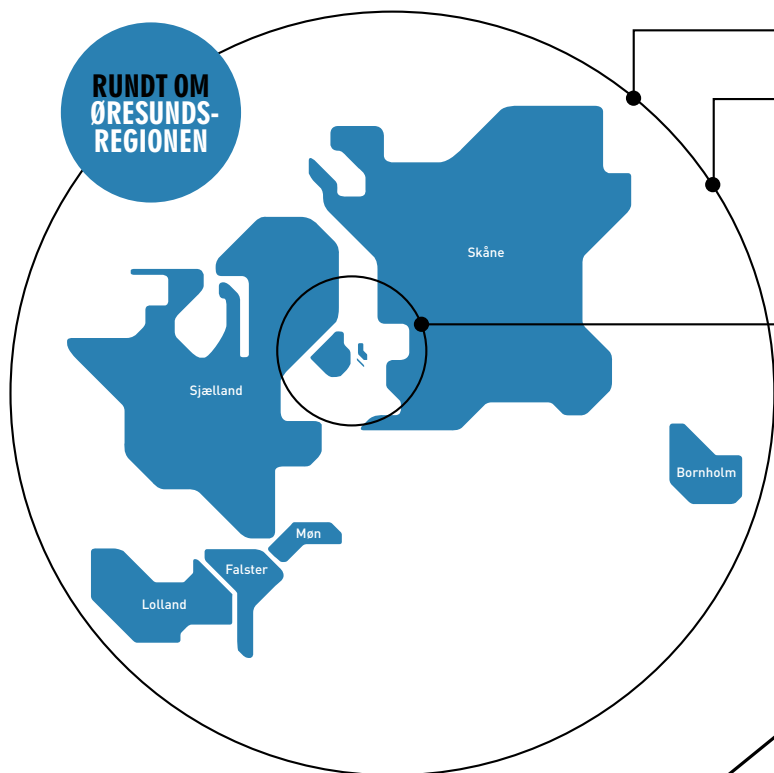 RUNDT OM
ØRESUNDS-
REGIONEN
Skåne
Sjælland
Bornholm
Møn
Falster
Lolland